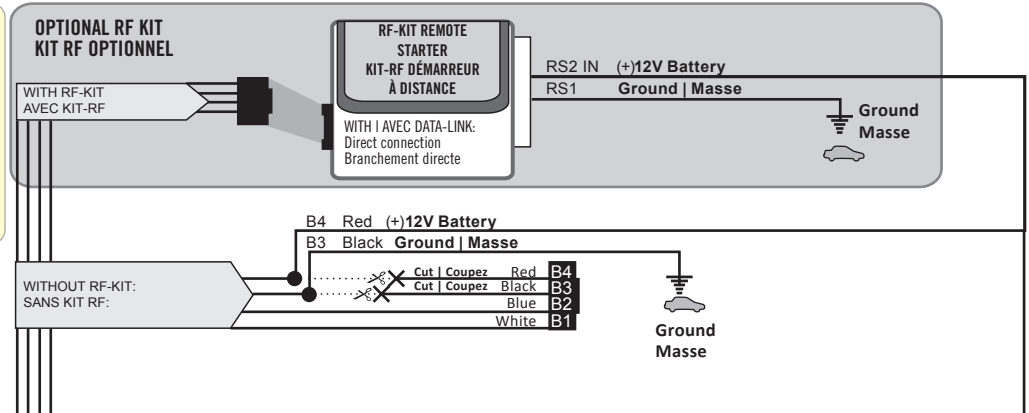 OPTIONAL RF KIT
KIT RF OPTIONNEL
RF-KIT REMOTE
STARTER
KIT-RF DÉMARREUR
À DISTANCE
WITH RF-KIT
AVEC KIT-RF
WITH | AVEC DATA-LINK:
Direct connection
Branchement directe
RS2 IN (+)12V Battery
RS1 Ground | Masse
Ground
Masse
B4 Red (+)12V Battery
B3 Black Ground | Masse
WITHOUT RF-KIT:
SANS KIT RF:
Cut | Coupez Red B4
Cut | Coupez Black B3
Blue B2
White B1
Ground
Masse